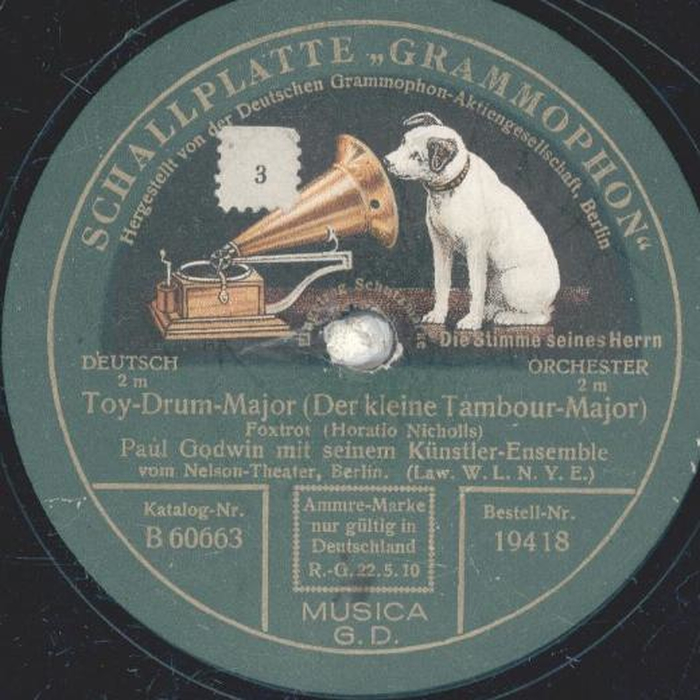 SCHALLPLATTE „GRAMMOPHON“
Hergestellt von der Deutschen Grammophon-Aktiengesellschaft, Berlin
3
Die Stimme seines Herrn
DEUTSCH ORCHESTER
2 m 2 m
Toy-Drum-Major (Der kleine Tambour-Major)
Foxtrot (Horatio Nicholls)
Paul Godwin mit seinem Künstler-Ensemble
vom Nelson-Theater, Berlin. (Law. W. L. N. Y. E.)
Katalog-Nr.
B 60663
Ammre-Marke
nur gültig in
Deutschland
R.-G. 22.5.10
Bestell-Nr.
19418
MUSICA
G.D.